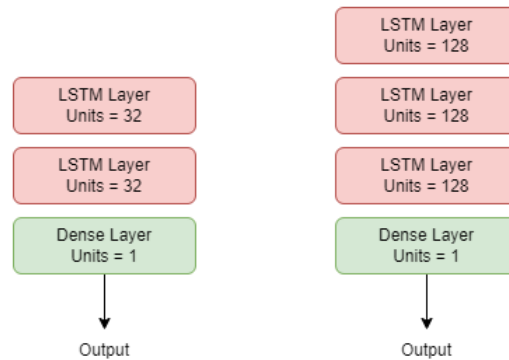 LSTM Layer
Units = 32
LSTM Layer
Units = 32
Dense Layer
Units = 1
Output
LSTM Layer
Units = 128
LSTM Layer
Units = 128
LSTM Layer
Units = 128
Dense Layer
Units = 1
Output